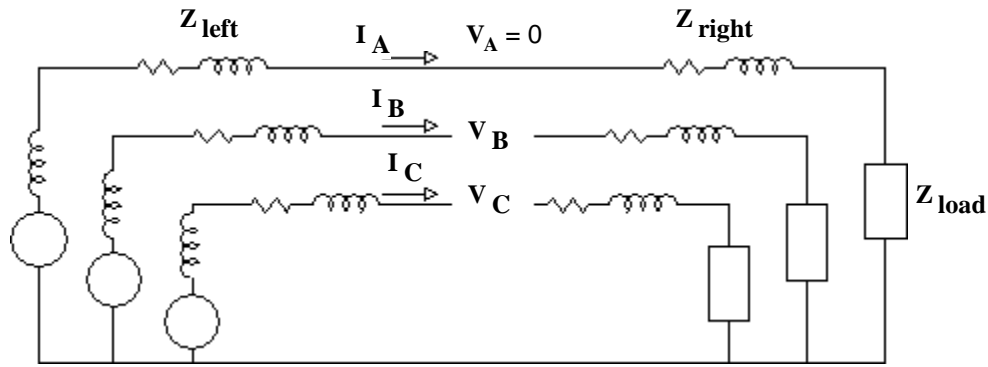 Z left
I A
V A = 0
Z right
I B
V B
I C
V C
Z load